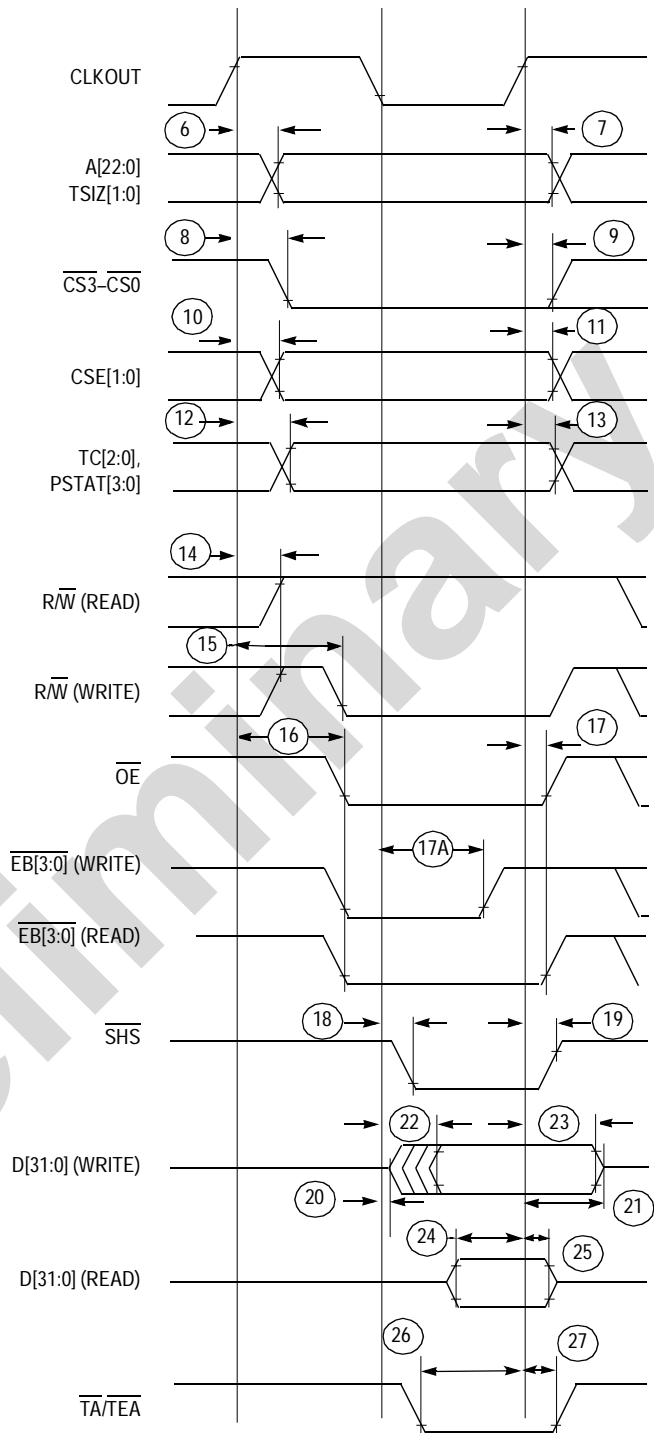 CLKOUT
6
7
A[22:0]
TSIZ[1:0]
8
9
CS3–CS0
10
11
CSE[1:0]
12
13
TC[2:0],
PSTAT[3:0]
14
R/W (READ)
15
R/W (WRITE)
16
17
OE
17A
EB[3:0] (WRITE)
EB[3:0] (READ)
18
19
SHS
22
23
D[31:0] (WRITE)
20
21
24
25
D[31:0] (READ)
26
27
TA/TEA
eliminary